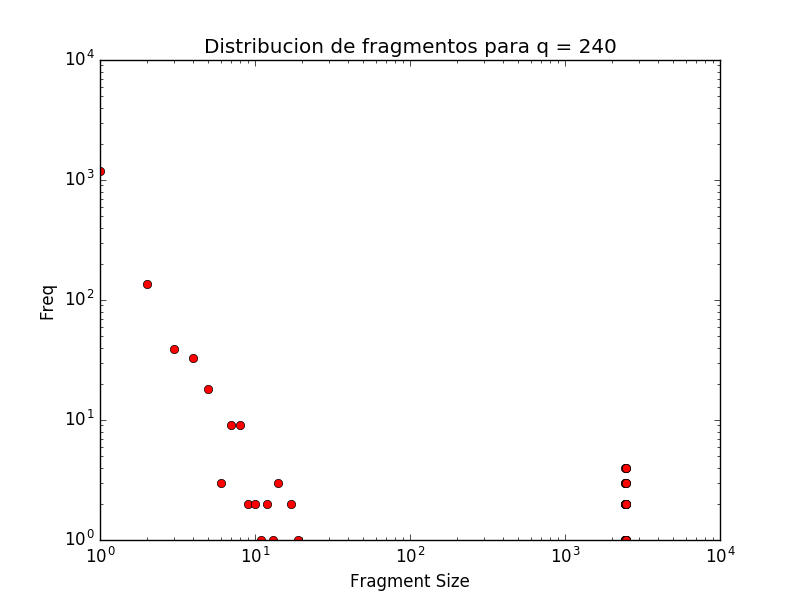 Distribucion de fragmentos para q = 240
10^4
10^3
10^2
10^1
10^0
Freq
10^0 10^1 10^2 10^3 10^4
Fragment Size